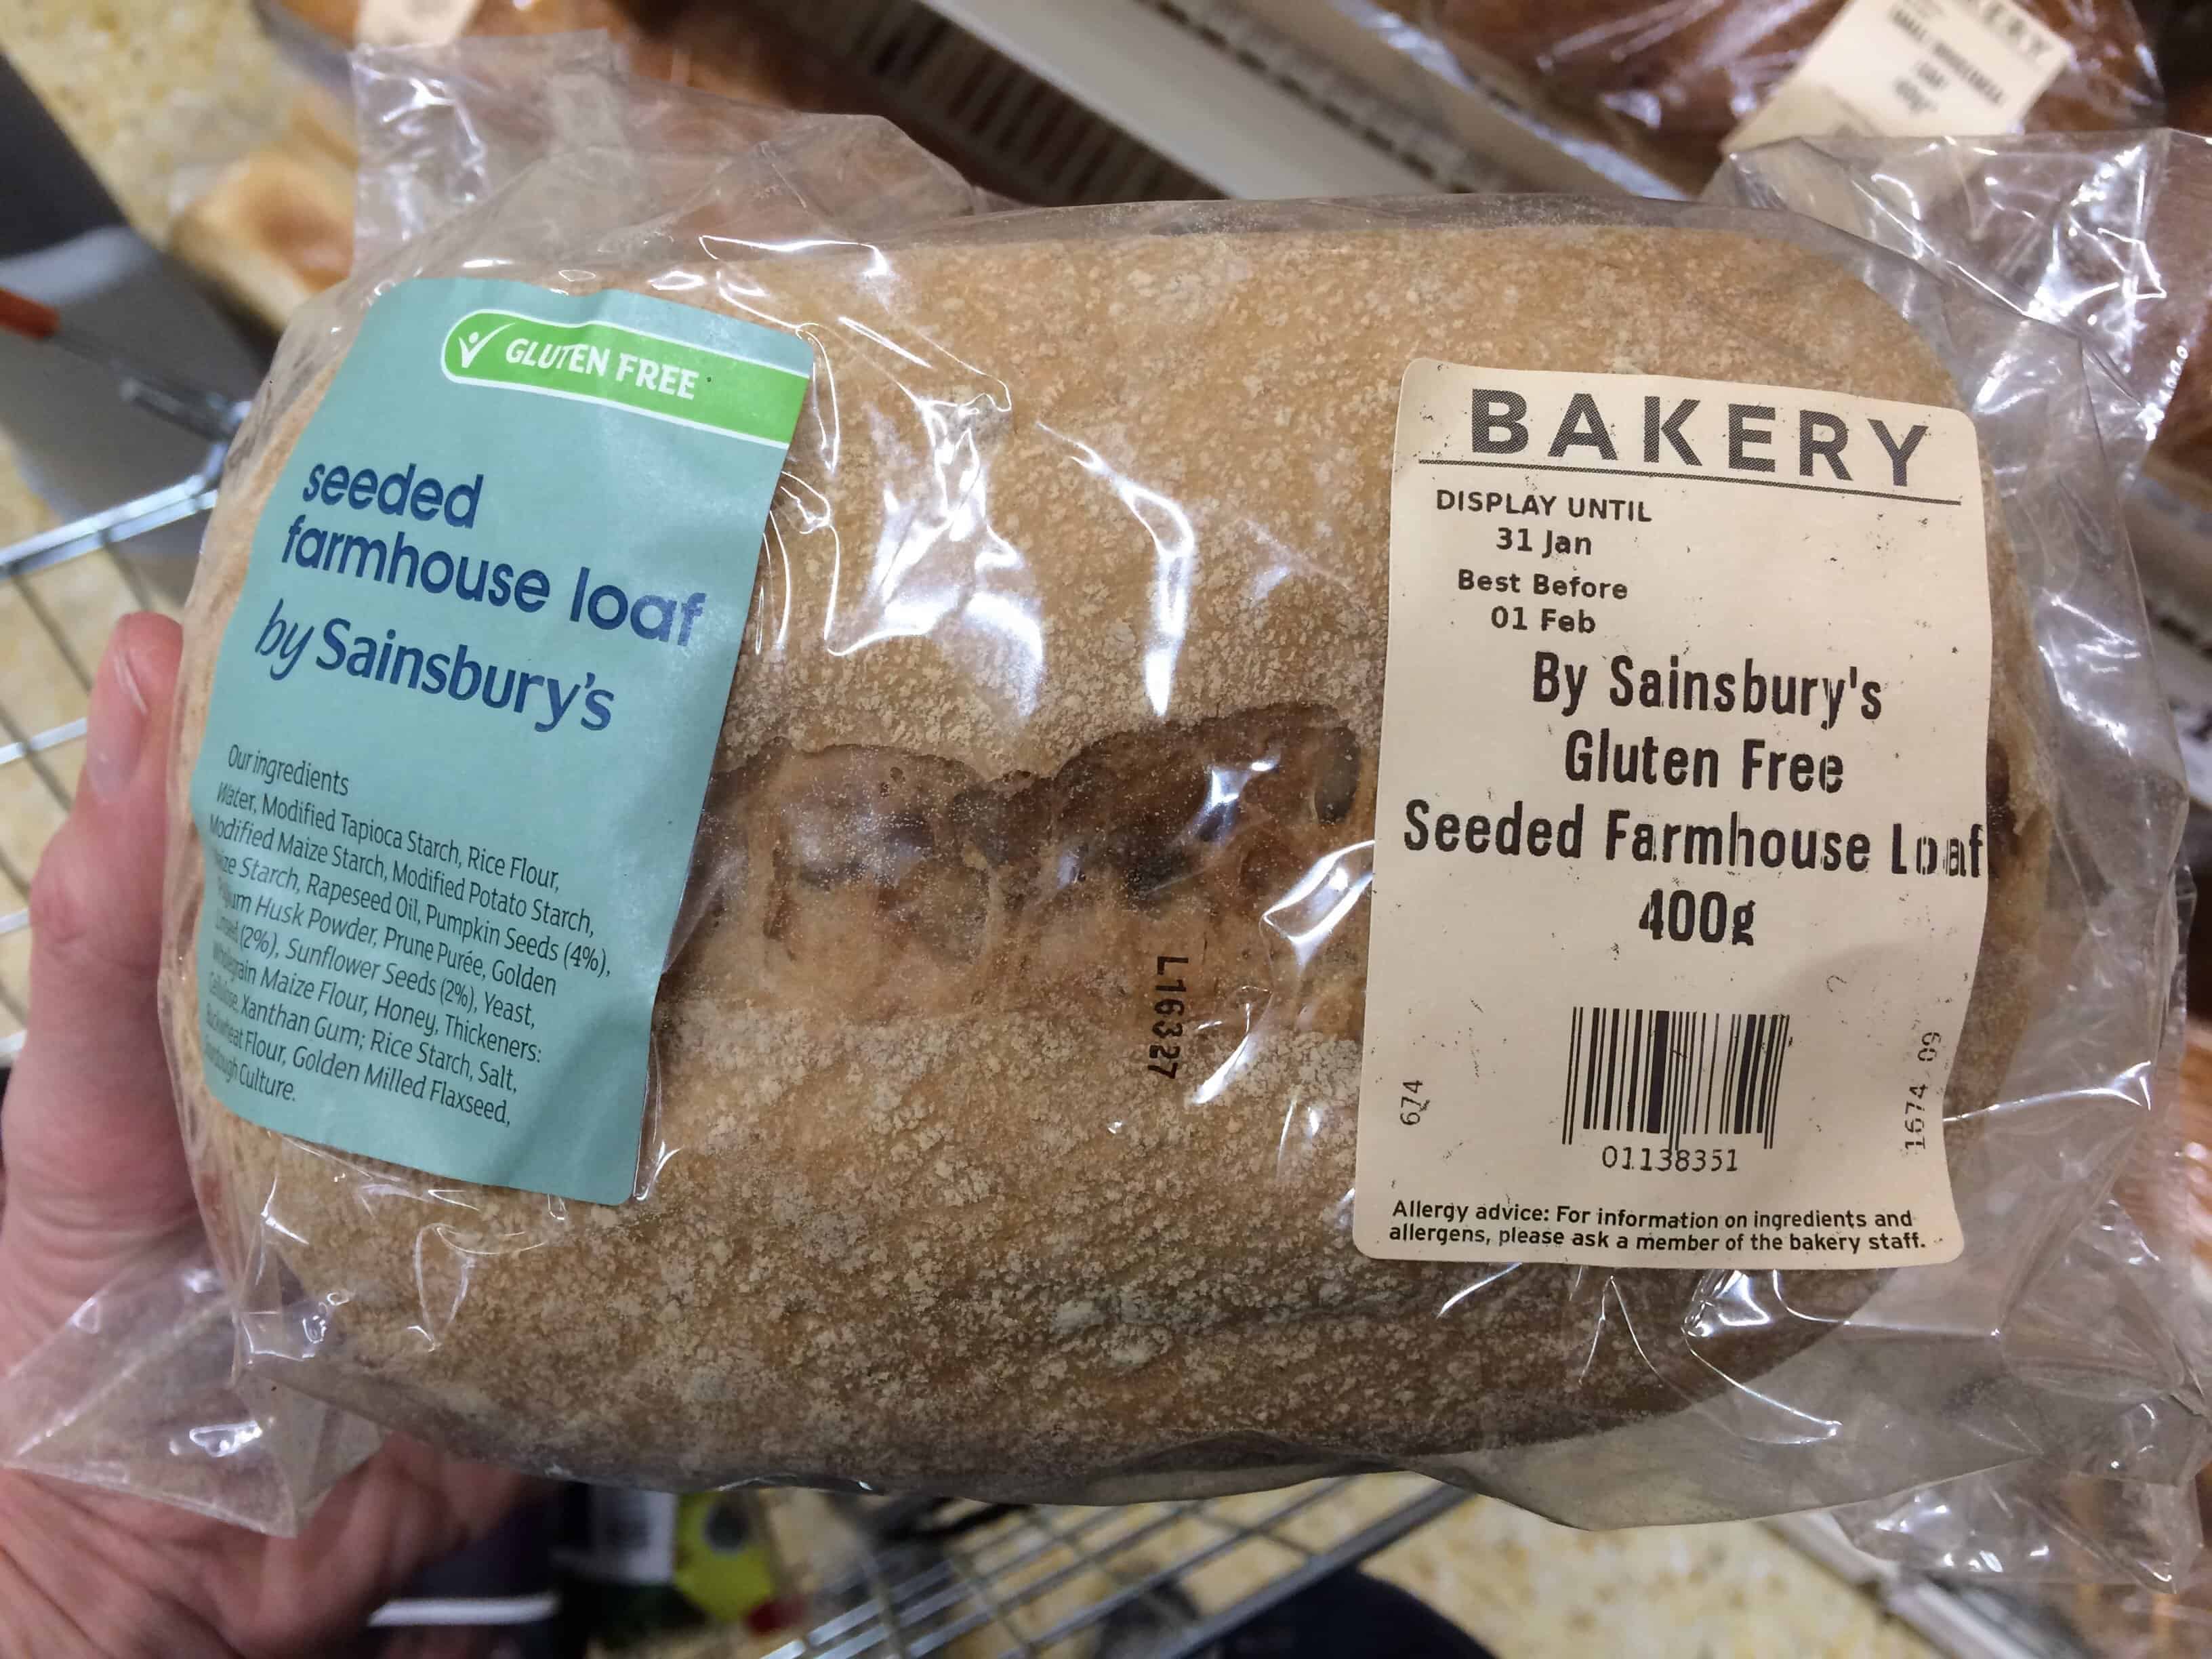 GLUTEN FREE
seeded
farmhouse loaf
by Sainsbury's
Our ingredients
Water, Modified Tapioca Starch, Rice Flour,
Modified Maize Starch, Modified Potato Starch,
Starch, Rapeseed Oil, Pumpkin Seeds (4%),
Husk Powder, Prune Purée, Golden
(2%), Sunflower Seeds (2%), Yeast,
Wholegrain Maize Flour, Honey, Thickeners:
Cellulose, Xanthan Gum; Rice Starch, Salt,
Buckwheat Flour, Golden Milled Flaxseed,
Culture.
L16327
BAKERY
DISPLAY UNTIL
31 Jan
Best Before
01 Feb
By Sainsbury's
Gluten Free
Seeded Farmhouse Loaf
400g
674
1674 09
01138351
Allergy advice: For information on ingredients and
allergens, please ask a member of the bakery staff.